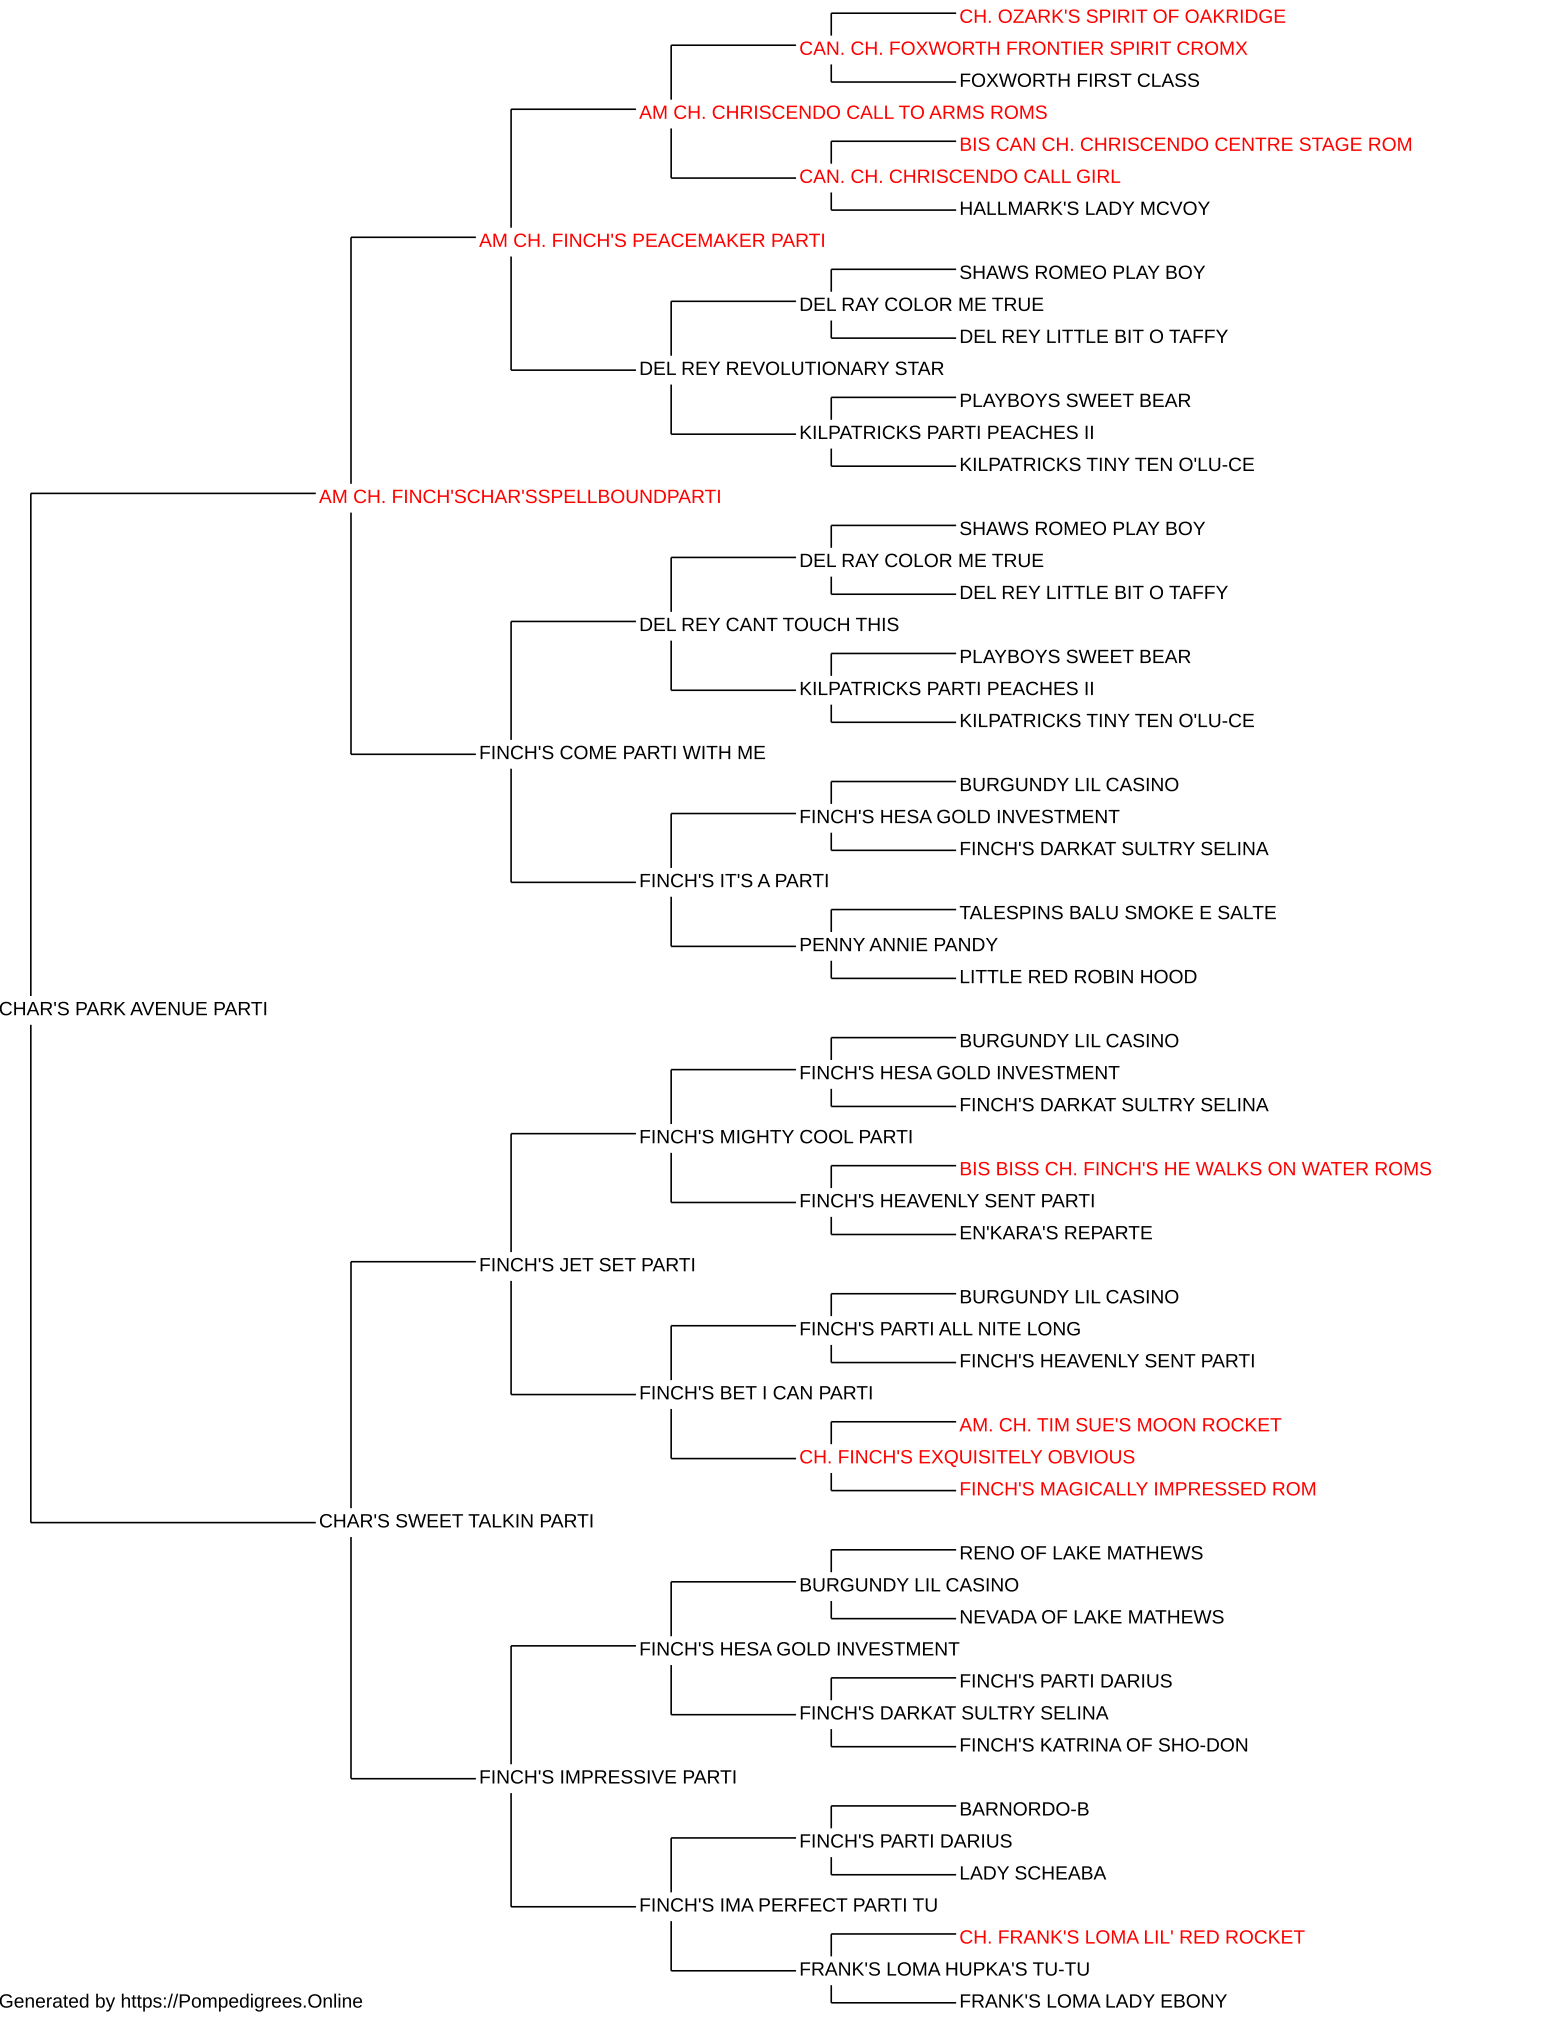 CH. OZARK'S SPIRIT OF OAKRIDGE
CAN. CH. FOXWORTH FRONTIER SPIRIT CROMX
FOXWORTH FIRST CLASS
AM CH. CHRISCENDO CALL TO ARMS ROMS
BIS CAN CH. CHRISCENDO CENTRE STAGE ROM
CAN. CH. CHRISCENDO CALL GIRL
HALLMARK'S LADY MCVOY
AM CH. FINCH'S PEACEMAKER PARTI
SHAWS ROMEO PLAY BOY
DEL RAY COLOR ME TRUE
DEL REY LITTLE BIT O TAFFY
DEL REY REVOLUTIONARY STAR
PLAYBOYS SWEET BEAR
KILPATRICKS PARTI PEACHES II
KILPATRICKS TINY TEN O'LU-CE
AM CH. FINCH'SCHAR'SSPELLBOUNDPARTI
SHAWS ROMEO PLAY BOY
DEL RAY COLOR ME TRUE
DEL REY LITTLE BIT O TAFFY
DEL REY CANT TOUCH THIS
PLAYBOYS SWEET BEAR
KILPATRICKS PARTI PEACHES II
KILPATRICKS TINY TEN O'LU-CE
FINCH'S COME PARTI WITH ME
BURGUNDY LIL CASINO
FINCH'S HESA GOLD INVESTMENT
FINCH'S DARKAT SULTRY SELINA
FINCH'S IT'S A PARTI
TALESPINS BALU SMOKE E SALTE
PENNY ANNIE PANDY
LITTLE RED ROBIN HOOD
CHAR'S PARK AVENUE PARTI
BURGUNDY LIL CASINO
FINCH'S HESA GOLD INVESTMENT
FINCH'S DARKAT SULTRY SELINA
FINCH'S MIGHTY COOL PARTI
BIS BISS CH. FINCH'S HE WALKS ON WATER ROMS
FINCH'S HEAVENLY SENT PARTI
EN'KARA'S REPARTE
FINCH'S JET SET PARTI
BURGUNDY LIL CASINO
FINCH'S PARTI ALL NITE LONG
FINCH'S HEAVENLY SENT PARTI
FINCH'S BET I CAN PARTI
AM. CH. TIM SUE'S MOON ROCKET
CH. FINCH'S EXQUISITELY OBVIOUS
FINCH'S MAGICALLY IMPRESSED ROM
CHAR'S SWEET TALKIN PARTI
RENO OF LAKE MATHEWS
BURGUNDY LIL CASINO
NEVADA OF LAKE MATHEWS
FINCH'S HESA GOLD INVESTMENT
FINCH'S PARTI DARIUS
FINCH'S DARKAT SULTRY SELINA
FINCH'S KATRINA OF SHO-DON
FINCH'S IMPRESSIVE PARTI
BARNORDO-B
FINCH'S PARTI DARIUS
LADY SCHEABA
FINCH'S IMA PERFECT PARTI TU
CH. FRANK'S LOMA LIL' RED ROCKET
FRANK'S LOMA HUPKA'S TU-TU
FRANK'S LOMA LADY EBONY
Generated by https://Pompedigrees.Online